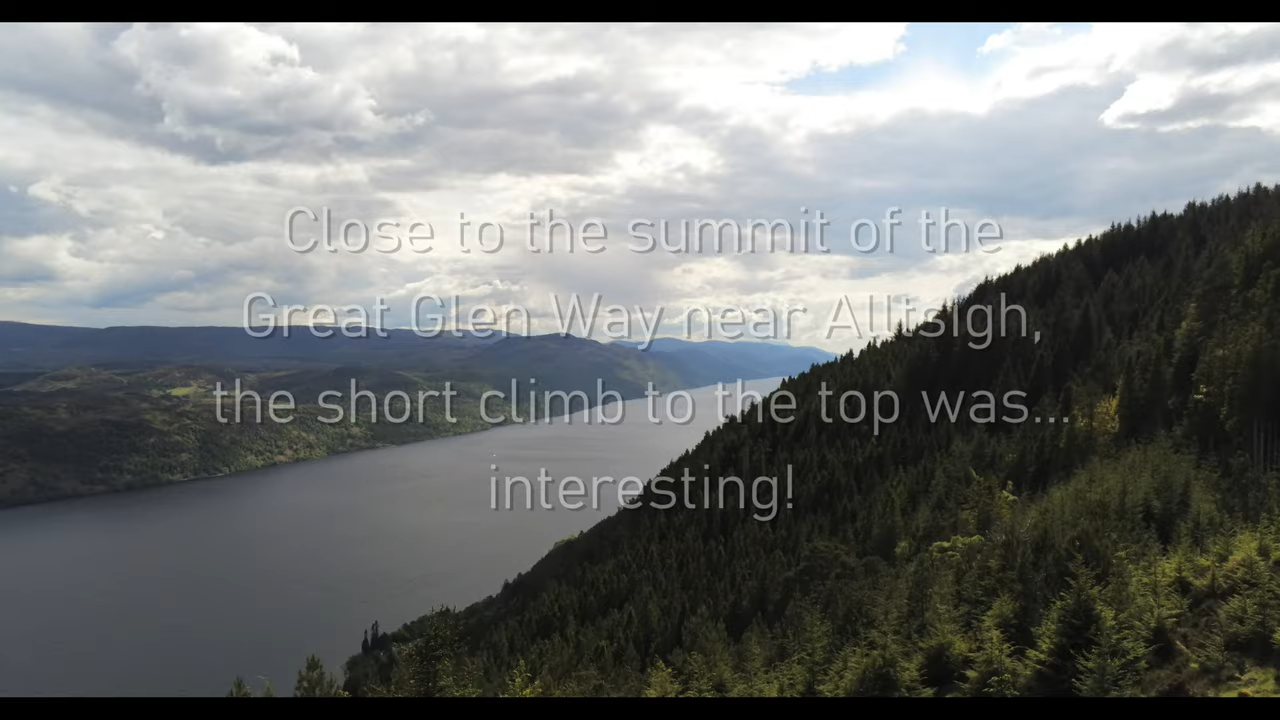 Close to the summit of the
Great Glen Way near Alltsigh,
the short climb to the top was...
interesting!